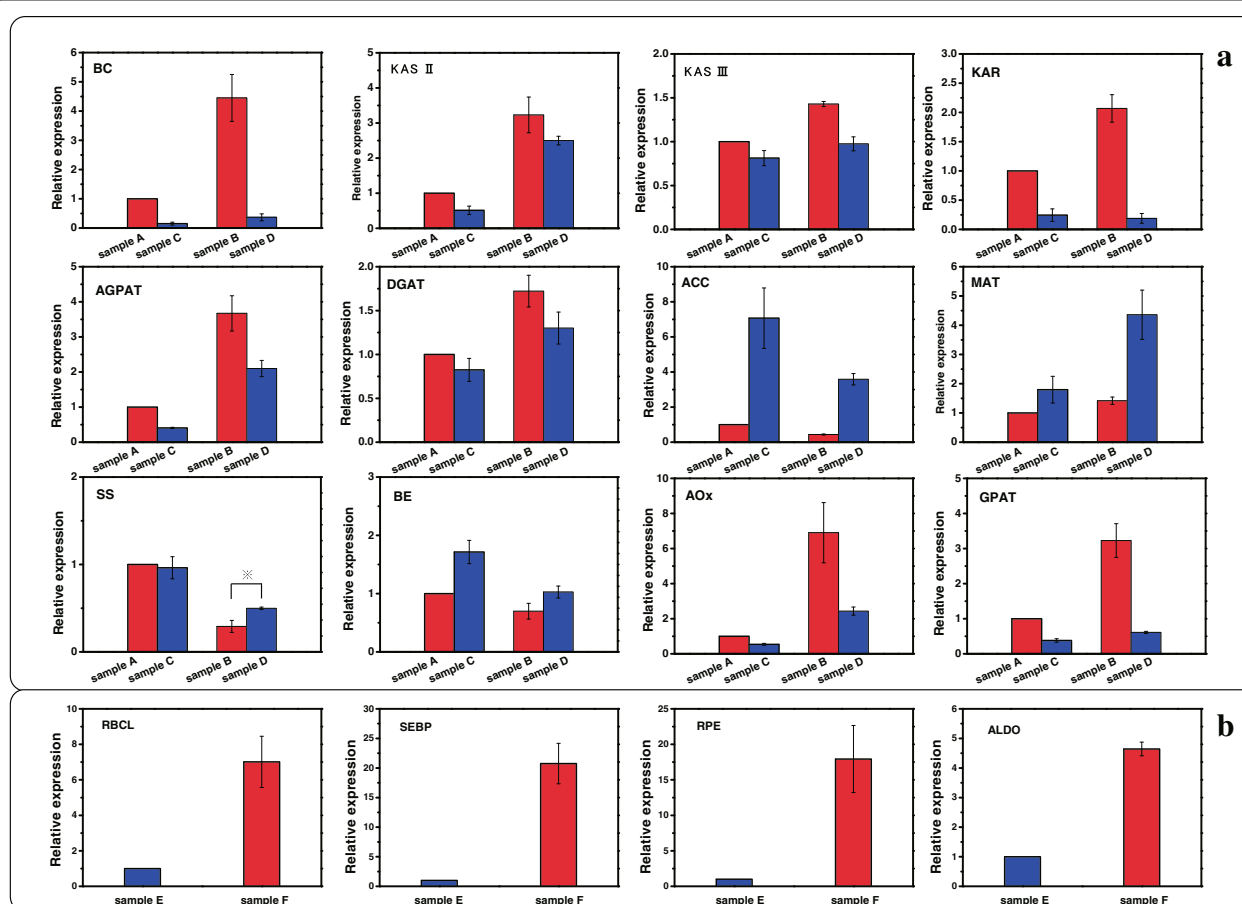 a
BC
Relative expression
6
5
4
3
2
1
0
sample A
sample C
sample B
sample D
KAS Ⅱ
Relative expression
5
4
3
2
1
0
sample A
sample C
sample B
sample D
KAS Ⅲ
Relative expression
2.0
1.5
1.0
0.5
0.0
sample A
sample C
sample B
sample D
KAR
Relative expression
3.0
2.5
2.0
1.5
1.0
0.5
0.0
sample A
sample C
sample B
sample D
AGPAT
Relative expression
5
4
3
2
1
0
sample A
sample C
sample B
sample D
DGAT
Relative expression
2.0
1.5
1.0
0.5
0.0
sample A
sample C
sample B
sample D
ACC
Relative expression
10
8
6
4
2
0
sample A
sample C
sample B
sample D
MAT
Relative expression
6
5
4
3
2
1
0
sample A
sample C
sample B
sample D
SS
Relative expression
2
1
0
※
sample A
sample C
sample B
sample D
BE
Relative expression
3
2
1
0
sample A
sample C
sample B
sample D
AOx
Relative expression
10
8
6
4
2
0
sample A
sample C
sample B
sample D
GPAT
Relative expression
5
4
3
2
1
0
sample A
sample C
sample B
sample D
b
RBCL
Relative expression
10
8
6
4
2
0
sample E
sample F
SEBP
Relative expression
30
25
20
15
10
5
0
sample E
sample F
RPE
Relative expression
25
20
15
10
5
0
sample E
sample F
ALDO
Relative expression
6
5
4
3
2
1
0
sample E
sample F